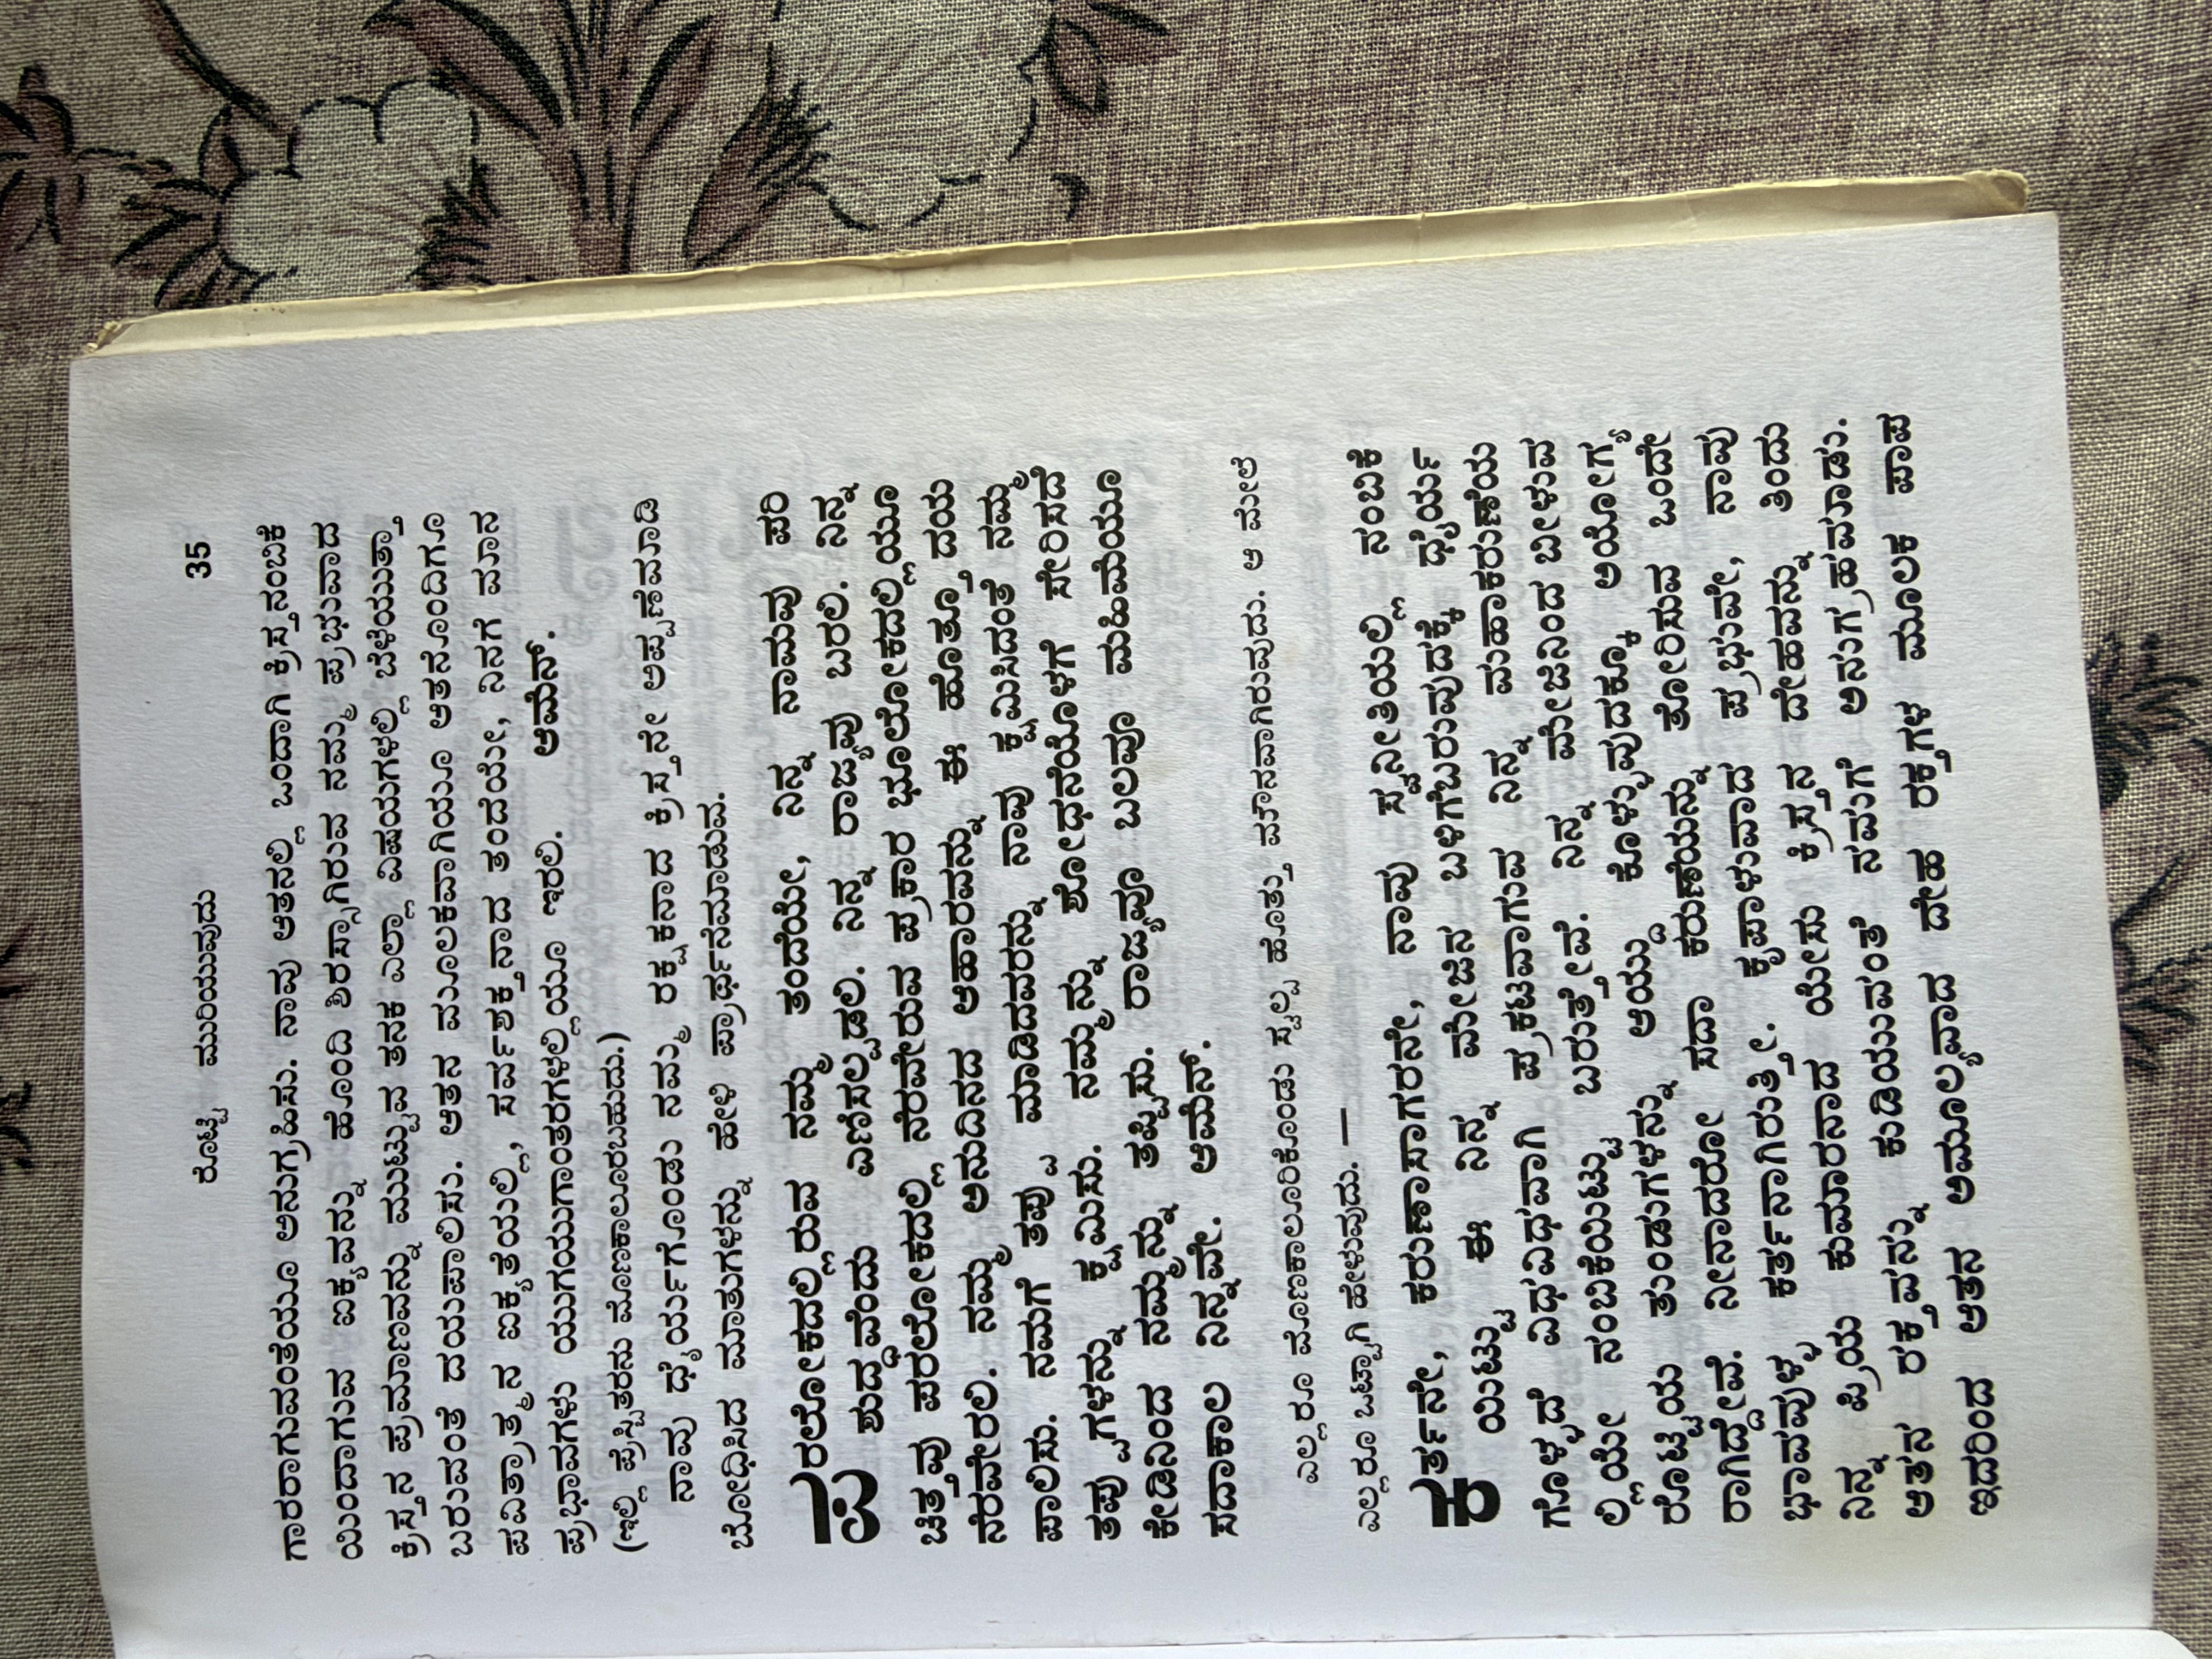 ರೊಟ್ಟಿ ಮುರಿಯುವುದು 35
ಗಾರರಾಗುವಂತೆಯೂ ಅನುಗ್ರಹಿಸು. ನಾವು ಆತನಲ್ಲಿ ಒಂದಾಗಿ ಕ್ರಿಸ್ತನಂಬಿಕೆ
ಯಿಂದಾಗುವ ಐಕ್ಯವನ್ನು ಹೊಂದಿ ಶಿರಸ್ಸಾಗಿರುವ ನಮ್ಮ ಪ್ರಭುವಾದ
ಕ್ರಿಸ್ತನ ಪ್ರಮಾಣವನ್ನು ಮುಟ್ಟುವ ತನಕ ಎಲ್ಲಾ ವಿಷಯಗಳಲ್ಲಿ ಬೆಳೆಯುತ್ತಾ
ಬರುವಂತೆ ದಯಪಾಲಿಸು. ಆತನ ಮೂಲಕವಾಗಿಯೂ ಆತನೊಂದಿಗೂ
ಪವಿತ್ರಾತ್ಮನ ಐಕ್ಯತೆಯಲ್ಲಿ, ಸರ್ವಶಕ್ತನಾದ ತಂದೆಯೇ, ನಿನಗೆ ಮಾನ
ಪ್ರಭಾವಗಳು ಯುಗಯುಗಾಂತರಗಳಲ್ಲಿಯೂ ಇರಲಿ. ಆಮೆನ್.
(ಇಲ್ಲಿ ಪ್ರೆಸ್ಬಿತರನು ಮೊಣಕಾಲೂರಬಹುದು.)
ನಾವು ಧೈರ್ಯಗೊಂಡು ನಮ್ಮ ರಕ್ಷಕನಾದ ಕ್ರಿಸ್ತನೇ ಅಪ್ಪಣೆಮಾಡಿ
ಬೋಧಿಸಿದ ಮಾತುಗಳನ್ನು ಹೇಳಿ ಪ್ರಾರ್ಥನೆಮಾಡುವ.
ಪರಲೋಕದಲ್ಲಿರುವ ನಮ್ಮ ತಂದೆಯೇ, ನಿನ್ನ ನಾಮವು ಪರಿ
ಶುದ್ಧವೆಂದು ಎಣಿಸಲ್ಪಡಲಿ. ನಿನ್ನ ರಾಜ್ಯವು ಬರಲಿ. ನಿನ್ನ
ಚಿತ್ತವು ಪರಲೋಕದಲ್ಲಿ ನೆರವೇರುವ ಪ್ರಕಾರ ಭೂಲೋಕದಲ್ಲಿಯೂ
ನೆರವೇರಲಿ. ನಮ್ಮ ಅನುದಿನದ ಆಹಾರವನ್ನು ಈ ಹೊತ್ತೂ ದಯ
ಪಾಲಿಸು. ನಮಗೆ ತಪ್ಪು ಮಾಡಿದವರನ್ನು ನಾವು ಕ್ಷಮಿಸಿದಂತೆ ನಮ್ಮ
ತಪ್ಪುಗಳನ್ನು ಕ್ಷಮಿಸು. ನಮ್ಮನ್ನು ಶೋಧನೆಯೊಳಗೆ ಸೇರಿಸದೆ
ಕೇಡಿನಿಂದ ನಮ್ಮನ್ನು ತಪ್ಪಿಸು. ರಾಜ್ಯವೂ ಬಲವೂ ಮಹಿಮೆಯೂ
ಸದಾಕಾಲ ನಿನ್ನವೇ. ಆಮೆನ್.
ಎಲ್ಲರೂ ಮೊಣಕಾಲೂರಿಕೊಂಡು ಸ್ವಲ್ಪ ಹೊತ್ತು ಮೌನವಾಗಿರುವುದು. ಆ ಮೇಲೆ
ಎಲ್ಲರೂ ಒಟ್ಟಾಗಿ ಹೇಳುವುದು. —
ಕರ್ತನೇ, ಕರುಣಾಸಾಗರನೇ, ನಾವು ಸ್ವನೀತಿಯಲ್ಲಿ ನಂಬಿಕೆ
ಯಿಟ್ಟು ಈ ನಿನ್ನ ಮೇಜಿನ ಬಳಿಗೆಬರುವುದಕ್ಕೆ ಧೈರ್ಯ
ಗೊಳ್ಳದೆ ವಿಧವಿಧವಾಗಿ ಪ್ರಕಟವಾಗುವ ನಿನ್ನ ಮಹಾಕರುಣೆಯ
ಲ್ಲಿಯೇ ನಂಬಿಕೆಯಿಟ್ಟು ಬರುತ್ತೇವೆ. ನಿನ್ನ ಮೇಜಿನಿಂದ ಬೀಳುವ
ರೊಟ್ಟಿಯ ತುಂಡುಗಳನ್ನು ಆಯ್ದು ಕೊಳ್ಳುವುದಕ್ಕೂ ಅಯೋಗ್ಯ
ರಾಗಿದ್ದೇವೆ. ನೀನಾದರೋ ಸದಾ ಕರುಣೆಯನ್ನು ತೋರಿಸುವ ಒಂದೇ
ಭಾವವುಳ್ಳ ಕರ್ತನಾಗಿರುತ್ತೀ. ಕೃಪಾಳುವಾದ ಪ್ರಭುವೇ, ನಾವು
ನಿನ್ನ ಪ್ರಿಯ ಕುಮಾರನಾದ ಯೇಸು ಕ್ರಿಸ್ತನ ದೇಹವನ್ನು ತಿಂದು
ಆತನ ರಕ್ತವನ್ನು ಕುಡಿಯುವಂತೆ ನಮಗೆ ಅನುಗ್ರಹಮಾಡು.
ಇದರಿಂದ ಆತನ ಅಮೂಲ್ಯವಾದ ದೇಹ ರಕ್ತಗಳ ಮೂಲಕ ಪಾಪ